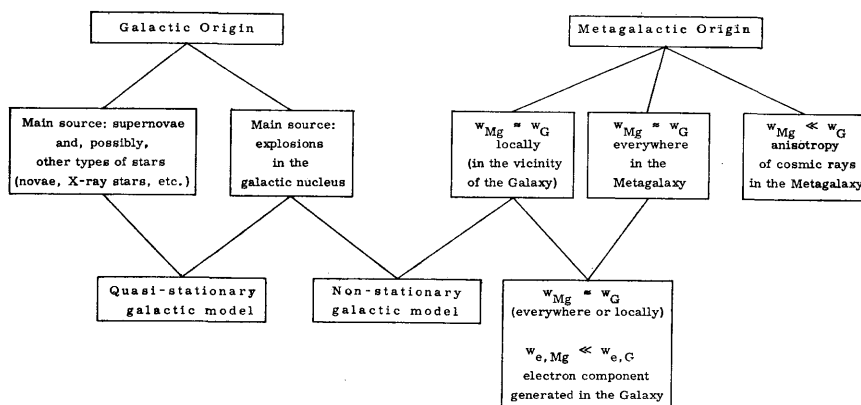 Galactic Origin
Metagalactic Origin
Main source: supernovae
and, possibly,
other types of stars
(novae, X-ray stars, etc.)
Main source:
explosions
in the
galactic nucleus
w_Mg ≈ w_G
locally
(in the vicinity
of the Galaxy)
w_Mg ≈ w_G
everywhere
in the
Metagalaxy
w_Mg ≪ w_G
anisotropy
of cosmic rays
in the Metagalaxy
Quasi-stationary
galactic model
Non-stationary
galactic model
w_Mg ≈ w_G
(everywhere or locally)
w_e,Mg ≪ w_e,G
electron component
generated in the Galaxy